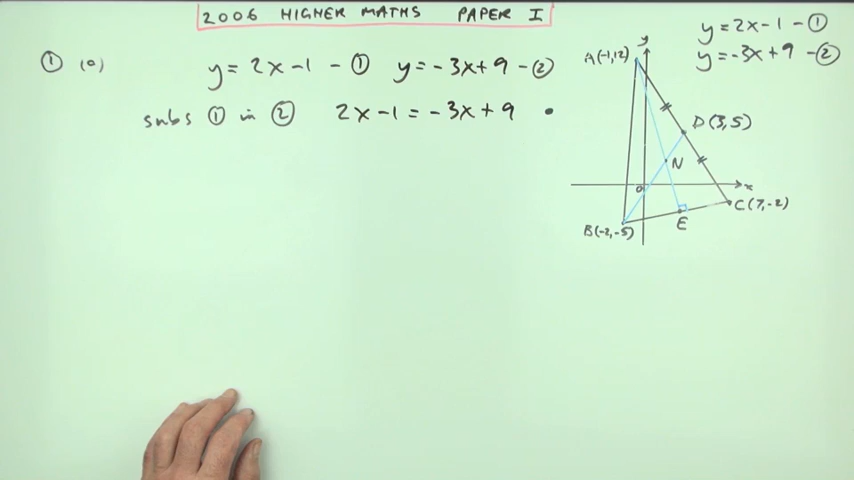 2006 HIGHER MATHS PAPER I
① (a) y = 2x - 1 - ① y = -3x + 9 - ②
subs ① in ② 2x - 1 = -3x + 9
y = 2x - 1 - ①
y = -3x + 9 - ②
y
A(-1,12)
D(3,5)
N
o x
C(7,-2)
B(-2,-5) E